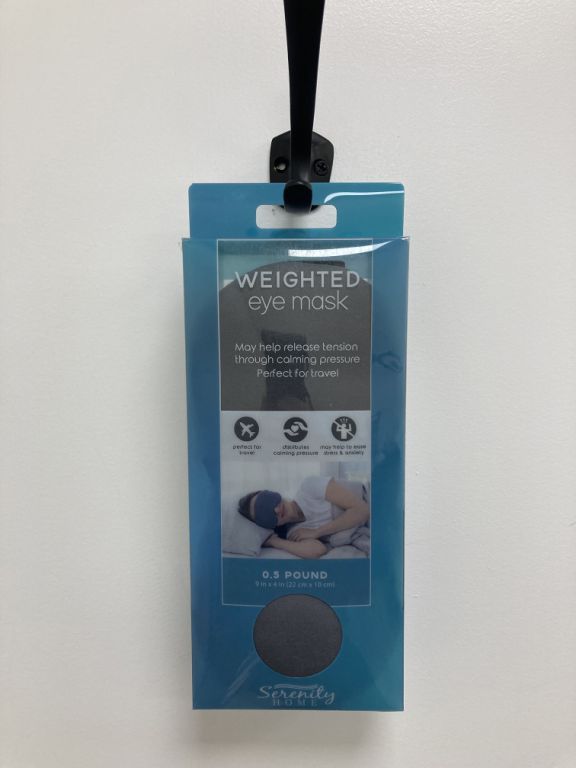 WEIGHTED
eye mask
May help release tension
through calming pressure
Perfect for travel
perfect for
travel
distributes
calming pressure
may help to ease
stress & anxiety
0.5 POUND
9 in x 4 in (22 cm x 10 cm)
Serenity
HOME